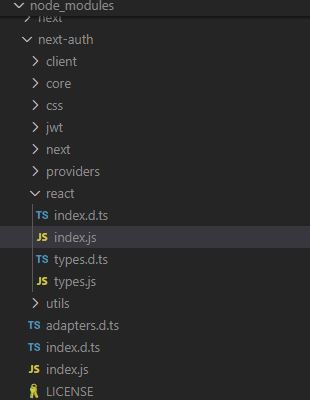 node_modules
next
next-auth
client
core
css
jwt
next
providers
react
TS index.d.ts
JS index.js
TS types.d.ts
JS types.js
utils
TS adapters.d.ts
TS index.d.ts
JS index.js
LICENSE